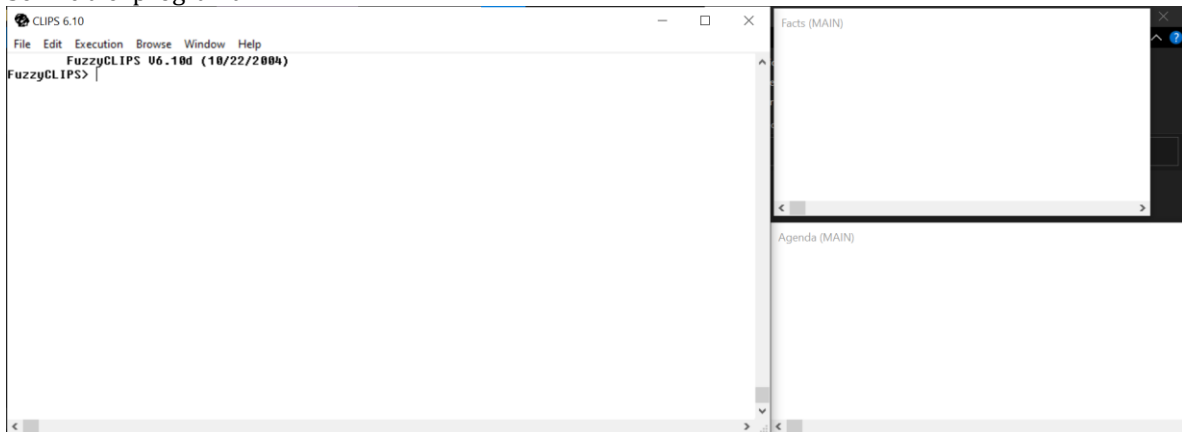 CLIPS 6.10
File Edit Execution Browse Window Help
FuzzyCLIPS V6.10d (10/22/2004)
FuzzyCLIPS>
Facts (MAIN)
Agenda (MAIN)